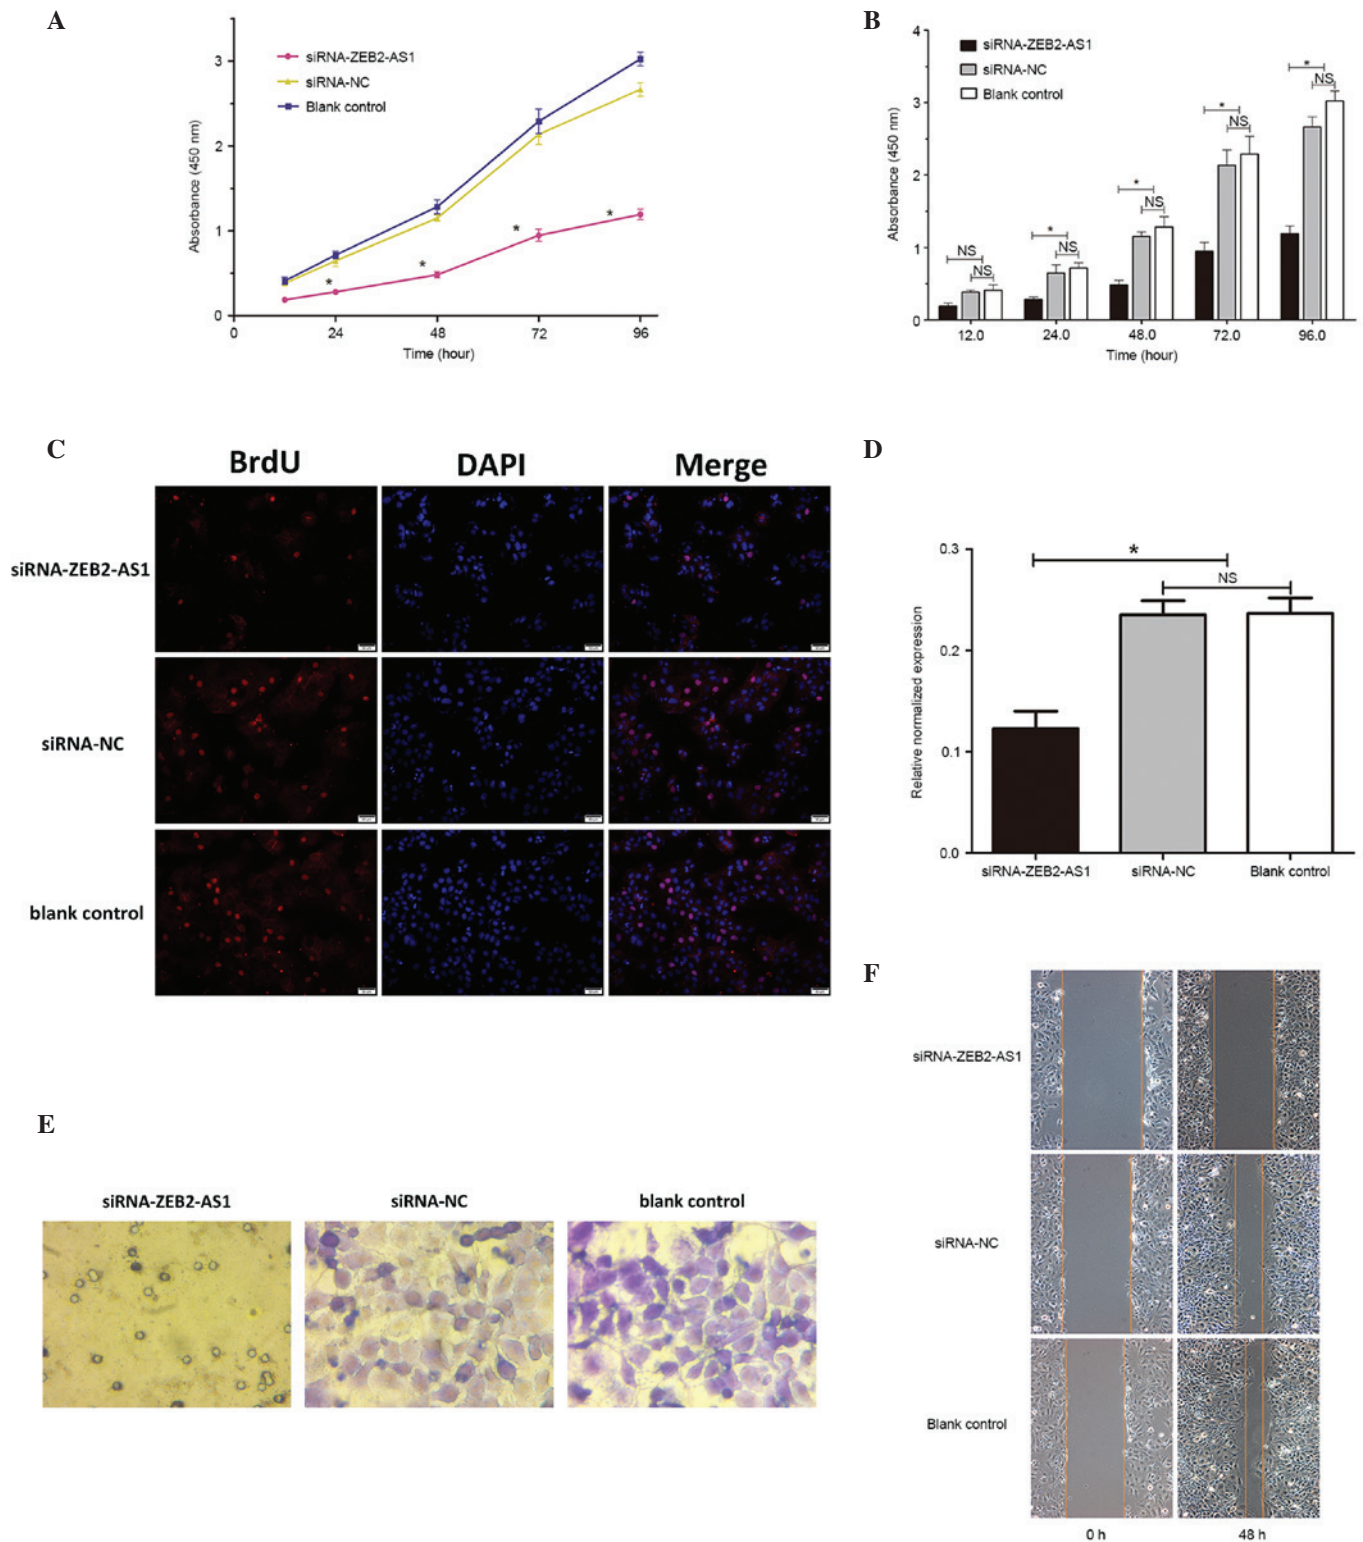 A
3
2
1
0
Absorbance (450 nm)
siRNA-ZEB2-AS1
siRNA-NC
Blank control
* * * *
0 24 48 72 96
Time (hour)
B
4
3
2
1
0
Absorbance (450 nm)
siRNA-ZEB2-AS1
siRNA-NC
Blank control
NS
NS
*
NS
*
NS
*
NS
*
NS
12.0 24.0 48.0 72.0 96.0
Time (hour)
C
BrdU DAPI Merge
siRNA-ZEB2-AS1
siRNA-NC
blank control
D
0.3
0.2
0.1
0.0
Relative normalized expression
*
NS
siRNA-ZEB2-AS1 siRNA-NC Blank control
E
siRNA-ZEB2-AS1 siRNA-NC blank control
F
siRNA-ZEB2-AS1
siRNA-NC
Blank control
0 h 48 h